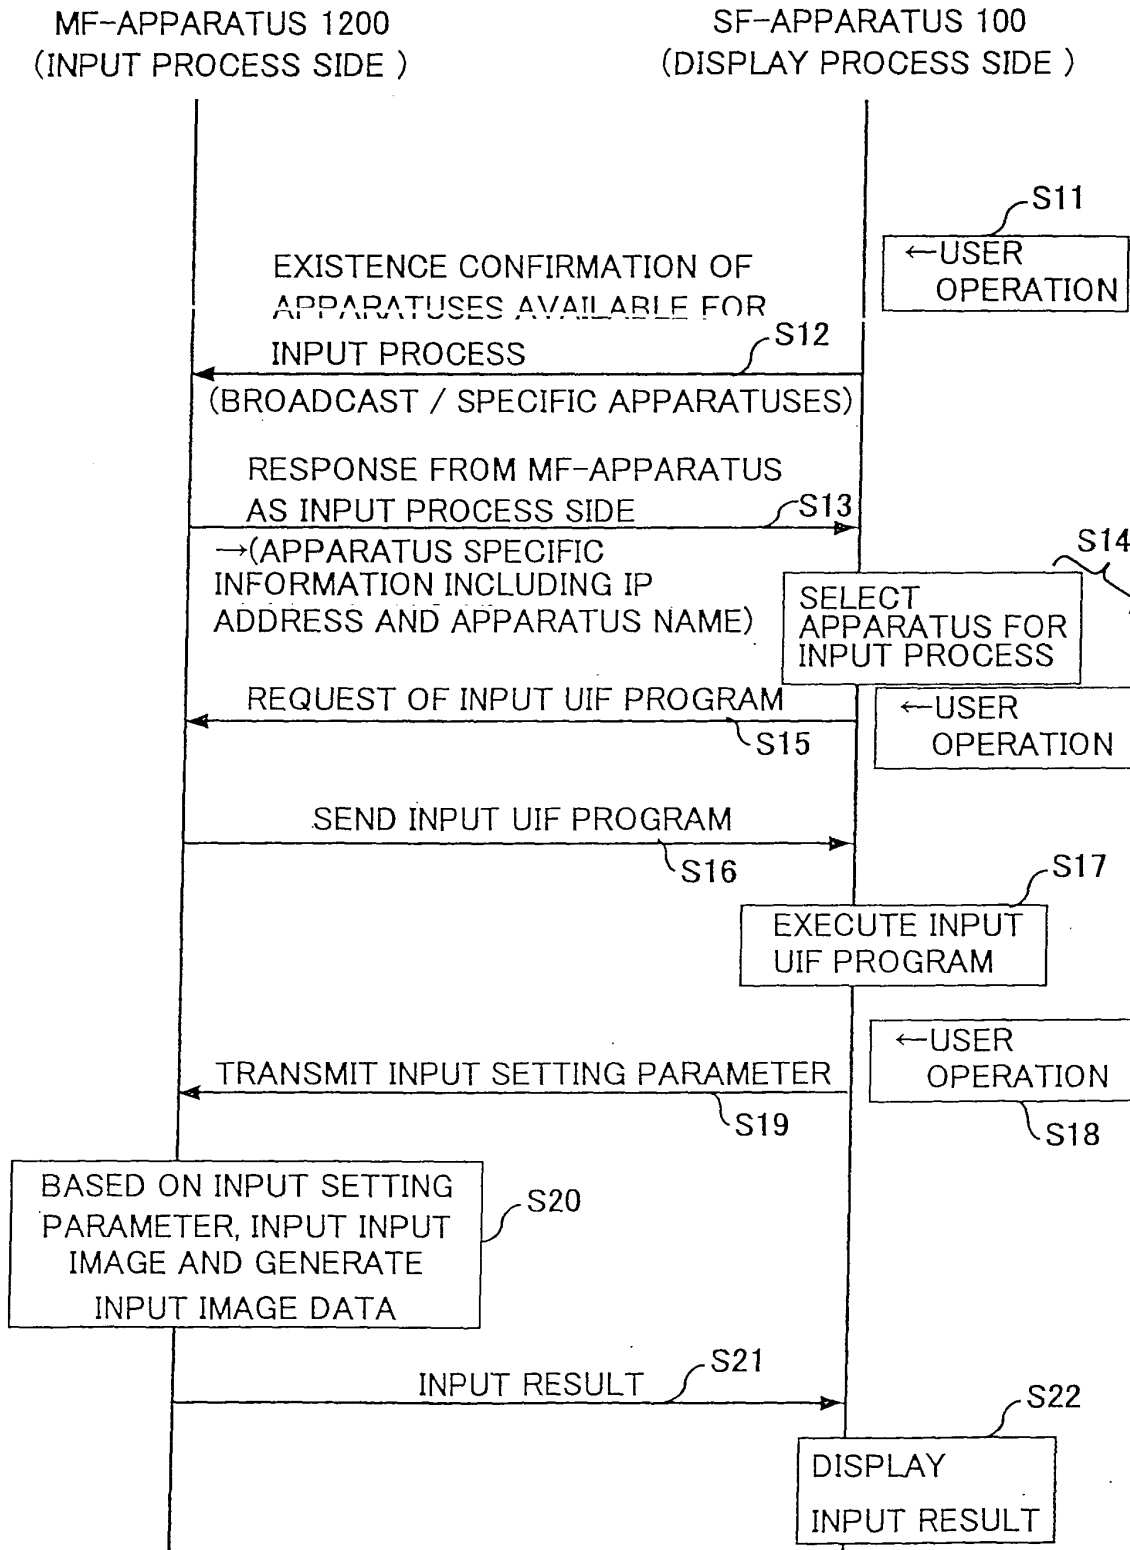 MF-APPARATUS 1200
(INPUT PROCESS SIDE )
SF-APPARATUS 100
(DISPLAY PROCESS SIDE )
S11
←USER
OPERATION
EXISTENCE CONFIRMATION OF
APPARATUSES AVAILABLE FOR
INPUT PROCESS
S12
(BROADCAST / SPECIFIC APPARATUSES)
RESPONSE FROM MF-APPARATUS
AS INPUT PROCESS SIDE
S13
→(APPARATUS SPECIFIC
INFORMATION INCLUDING IP
ADDRESS AND APPARATUS NAME)
S14
SELECT
APPARATUS FOR
INPUT PROCESS
REQUEST OF INPUT UIF PROGRAM
S15
←USER
OPERATION
SEND INPUT UIF PROGRAM
S16
S17
EXECUTE INPUT
UIF PROGRAM
←USER
OPERATION
S18
TRANSMIT INPUT SETTING PARAMETER
S19
BASED ON INPUT SETTING
PARAMETER, INPUT INPUT
IMAGE AND GENERATE
INPUT IMAGE DATA
S20
INPUT RESULT
S21
S22
DISPLAY
INPUT RESULT